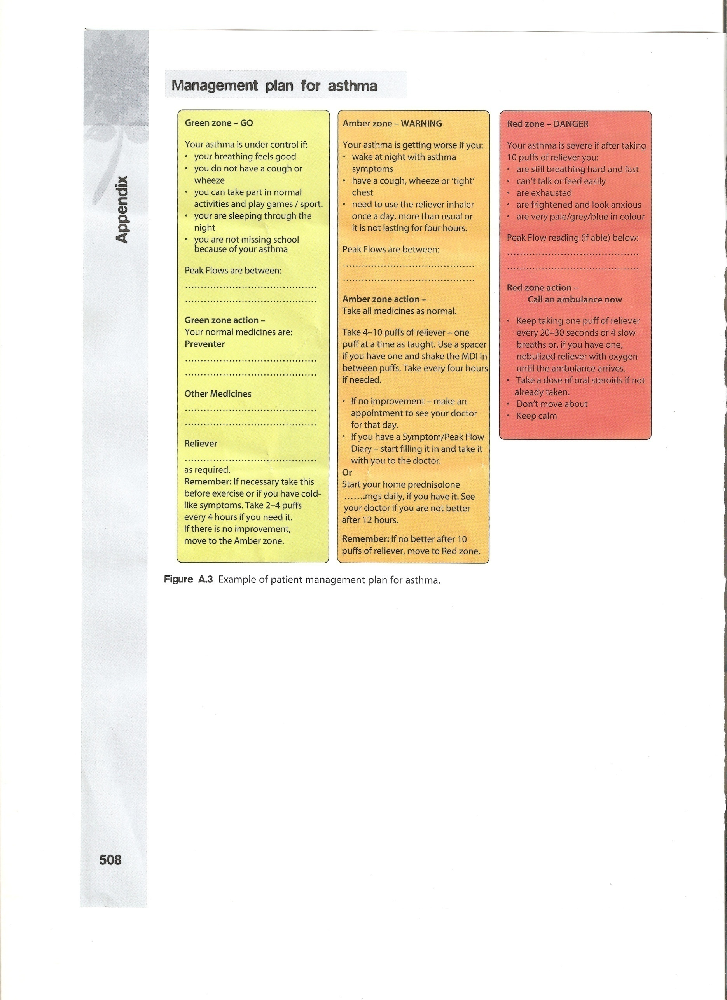 Appendix
Management plan for asthma
Green zone – GO
Your asthma is under control if:
• your breathing feels good
• you do not have a cough or
wheeze
• you can take part in normal
activities and play games / sport.
• your are sleeping through the
night
• you are not missing school
because of your asthma
Peak Flows are between:
..........................................
..........................................
Green zone action –
Your normal medicines are:
Preventer
..........................................
..........................................
Other Medicines
..........................................
..........................................
Reliever
..........................................
as required.
Remember: If necessary take this
before exercise or if you have cold-
like symptoms. Take 2–4 puffs
every 4 hours if you need it.
If there is no improvement,
move to the Amber zone.
Amber zone – WARNING
Your asthma is getting worse if you:
• wake at night with asthma
symptoms
• have a cough, wheeze or ‘tight’
chest
• need to use the reliever inhaler
once a day, more than usual or
it is not lasting for four hours.
Peak Flows are between:
..........................................
..........................................
Amber zone action –
Take all medicines as normal.
Take 4–10 puffs of reliever – one
puff at a time as taught. Use a spacer
if you have one and shake the MDI in
between puffs. Take every four hours
if needed.
• If no improvement – make an
appointment to see your doctor
for that day.
• If you have a Symptom/Peak Flow
Diary – start filling it in and take it
with you to the doctor.
Or
Start your home prednisolone
.......mgs daily, if you have it. See
your doctor if you are not better
after 12 hours.
Remember: If no better after 10
puffs of reliever, move to Red zone.
Red zone – DANGER
Your asthma is severe if after taking
10 puffs of reliever you:
• are still breathing hard and fast
• can’t talk or feed easily
• are exhausted
• are frightened and look anxious
• are very pale/grey/blue in colour
Peak Flow reading (if able) below:
..........................................
..........................................
Red zone action –
Call an ambulance now
• Keep taking one puff of reliever
every 20–30 seconds or 4 slow
breaths or, if you have one,
nebulized reliever with oxygen
until the ambulance arrives.
• Take a dose of oral steroids if not
already taken.
• Don’t move about
• Keep calm
Figure A.3 Example of patient management plan for asthma.
508